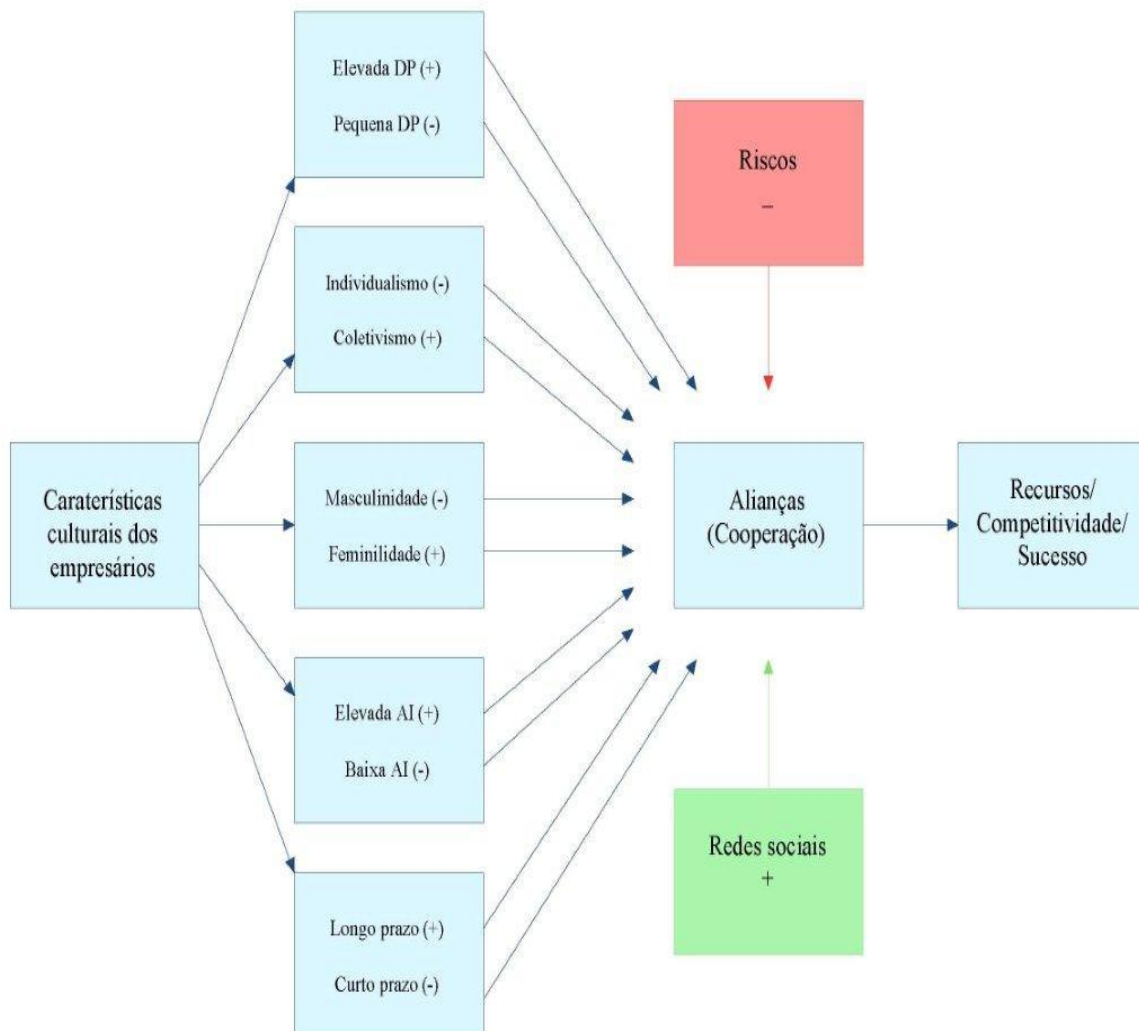 Elevada DP (+)
Pequena DP (-)
Individualismo (-)
Coletivismo (+)
Caraterísticas
culturais dos
empresários
Masculinidade (-)
Feminilidade (+)
Elevada AI (+)
Baixa AI (-)
Longo prazo (+)
Curto prazo (-)
Riscos
–
Alianças
(Cooperação)
Redes sociais
+
Recursos/
Competitividade/
Sucesso